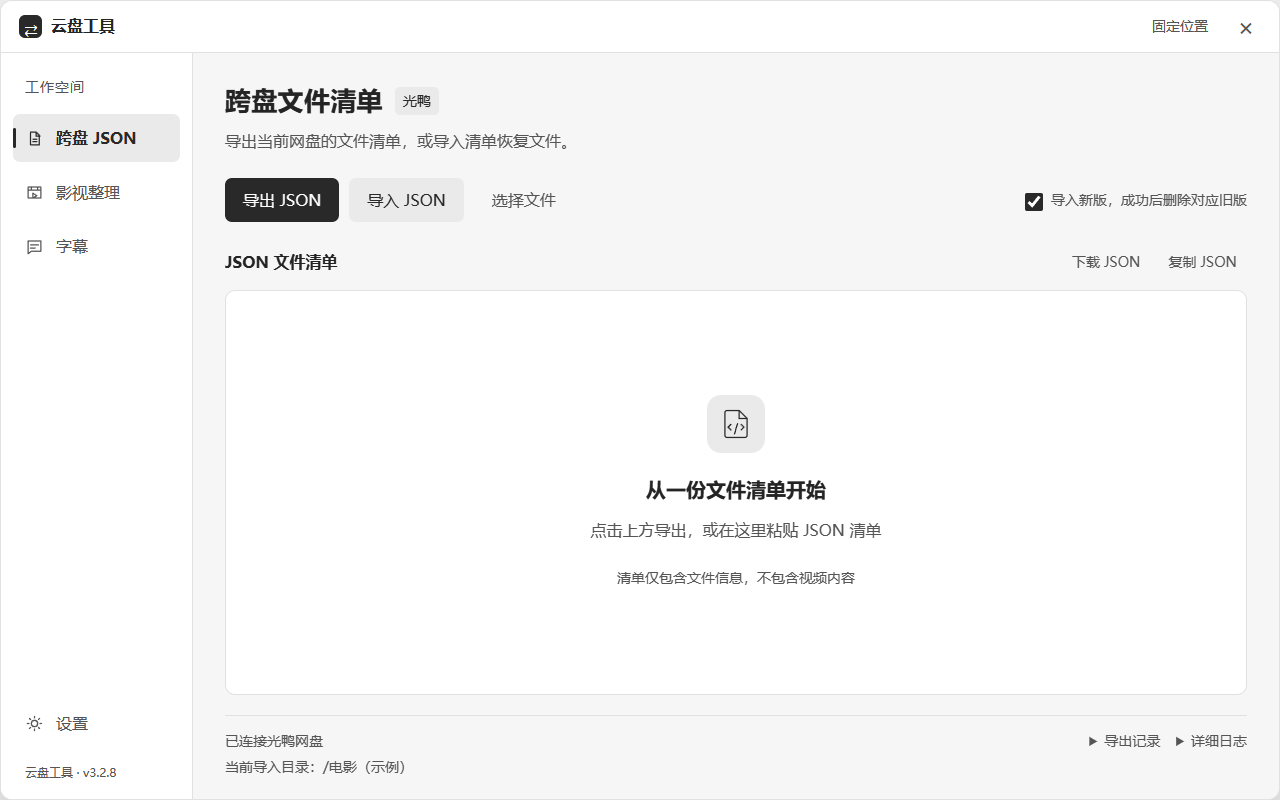 云盘工具
固定位置
工作空间
跨盘 JSON
影视整理
字幕
设置
云盘工具 · v3.2.8
跨盘文件清单 光鸭
导出当前网盘的文件清单，或导入清单恢复文件。
导出 JSON 导入 JSON 选择文件 导入新版，成功后删除对应旧版
JSON 文件清单 下载 JSON 复制 JSON
</>
从一份文件清单开始
点击上方导出，或在这里粘贴 JSON 清单
清单仅包含文件信息，不包含视频内容
已连接光鸭网盘 导出记录 详细日志
当前导入目录：/电影（示例）